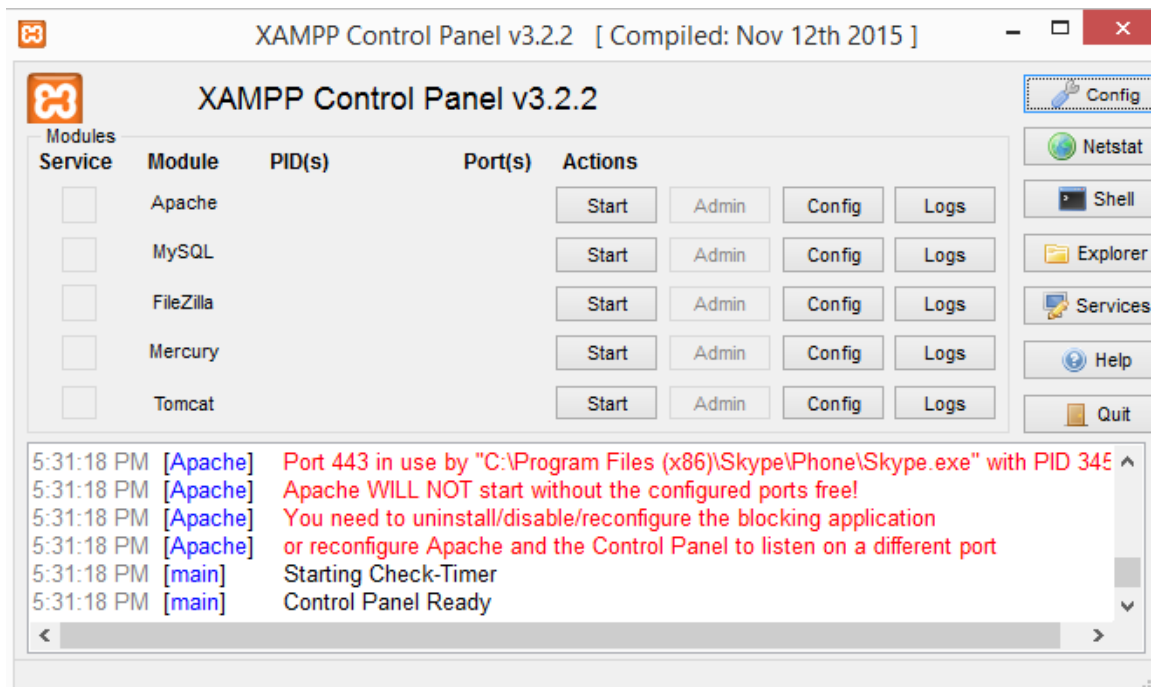 XAMPP Control Panel v3.2.2 [ Compiled: Nov 12th 2015 ]
XAMPP Control Panel v3.2.2
Config
Modules
Service Module PID(s) Port(s) Actions
Netstat
Apache Start Admin Config Logs
Shell
MySQL Start Admin Config Logs
Explorer
FileZilla Start Admin Config Logs
Services
Mercury Start Admin Config Logs
Help
Tomcat Start Admin Config Logs
Quit
5:31:18 PM [Apache] Port 443 in use by "C:\Program Files (x86)\Skype\Phone\Skype.exe" with PID 345
5:31:18 PM [Apache] Apache WILL NOT start without the configured ports free!
5:31:18 PM [Apache] You need to uninstall/disable/reconfigure the blocking application
5:31:18 PM [Apache] or reconfigure Apache and the Control Panel to listen on a different port
5:31:18 PM [main] Starting Check-Timer
5:31:18 PM [main] Control Panel Ready